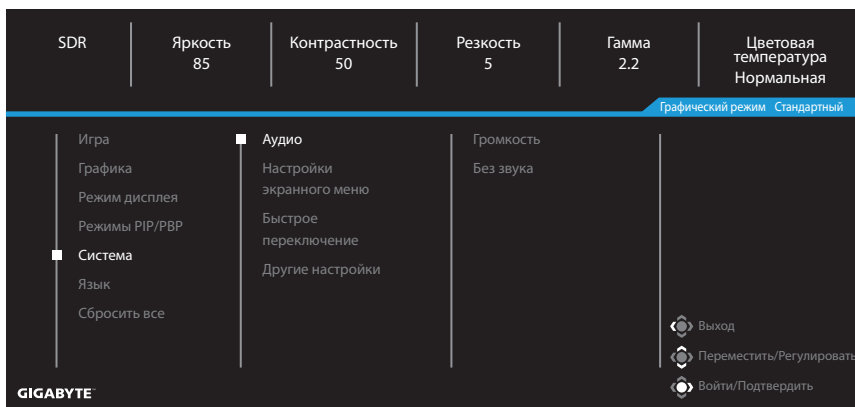 SDR
Яркость
85
Контрастность
50
Резкость
5
Гамма
2.2
Цветовая
температура
Нормальная
Графический режим Стандартный
Игра
Графика
Режим дисплея
Режимы PIP/PBP
Система
Язык
Сбросить все
Аудио
Настройки
экранного меню
Быстрое
переключение
Другие настройки
Громкость
Без звука
Выход
Переместить/Регулировать
Войти/Подтвердить
GIGABYTE™